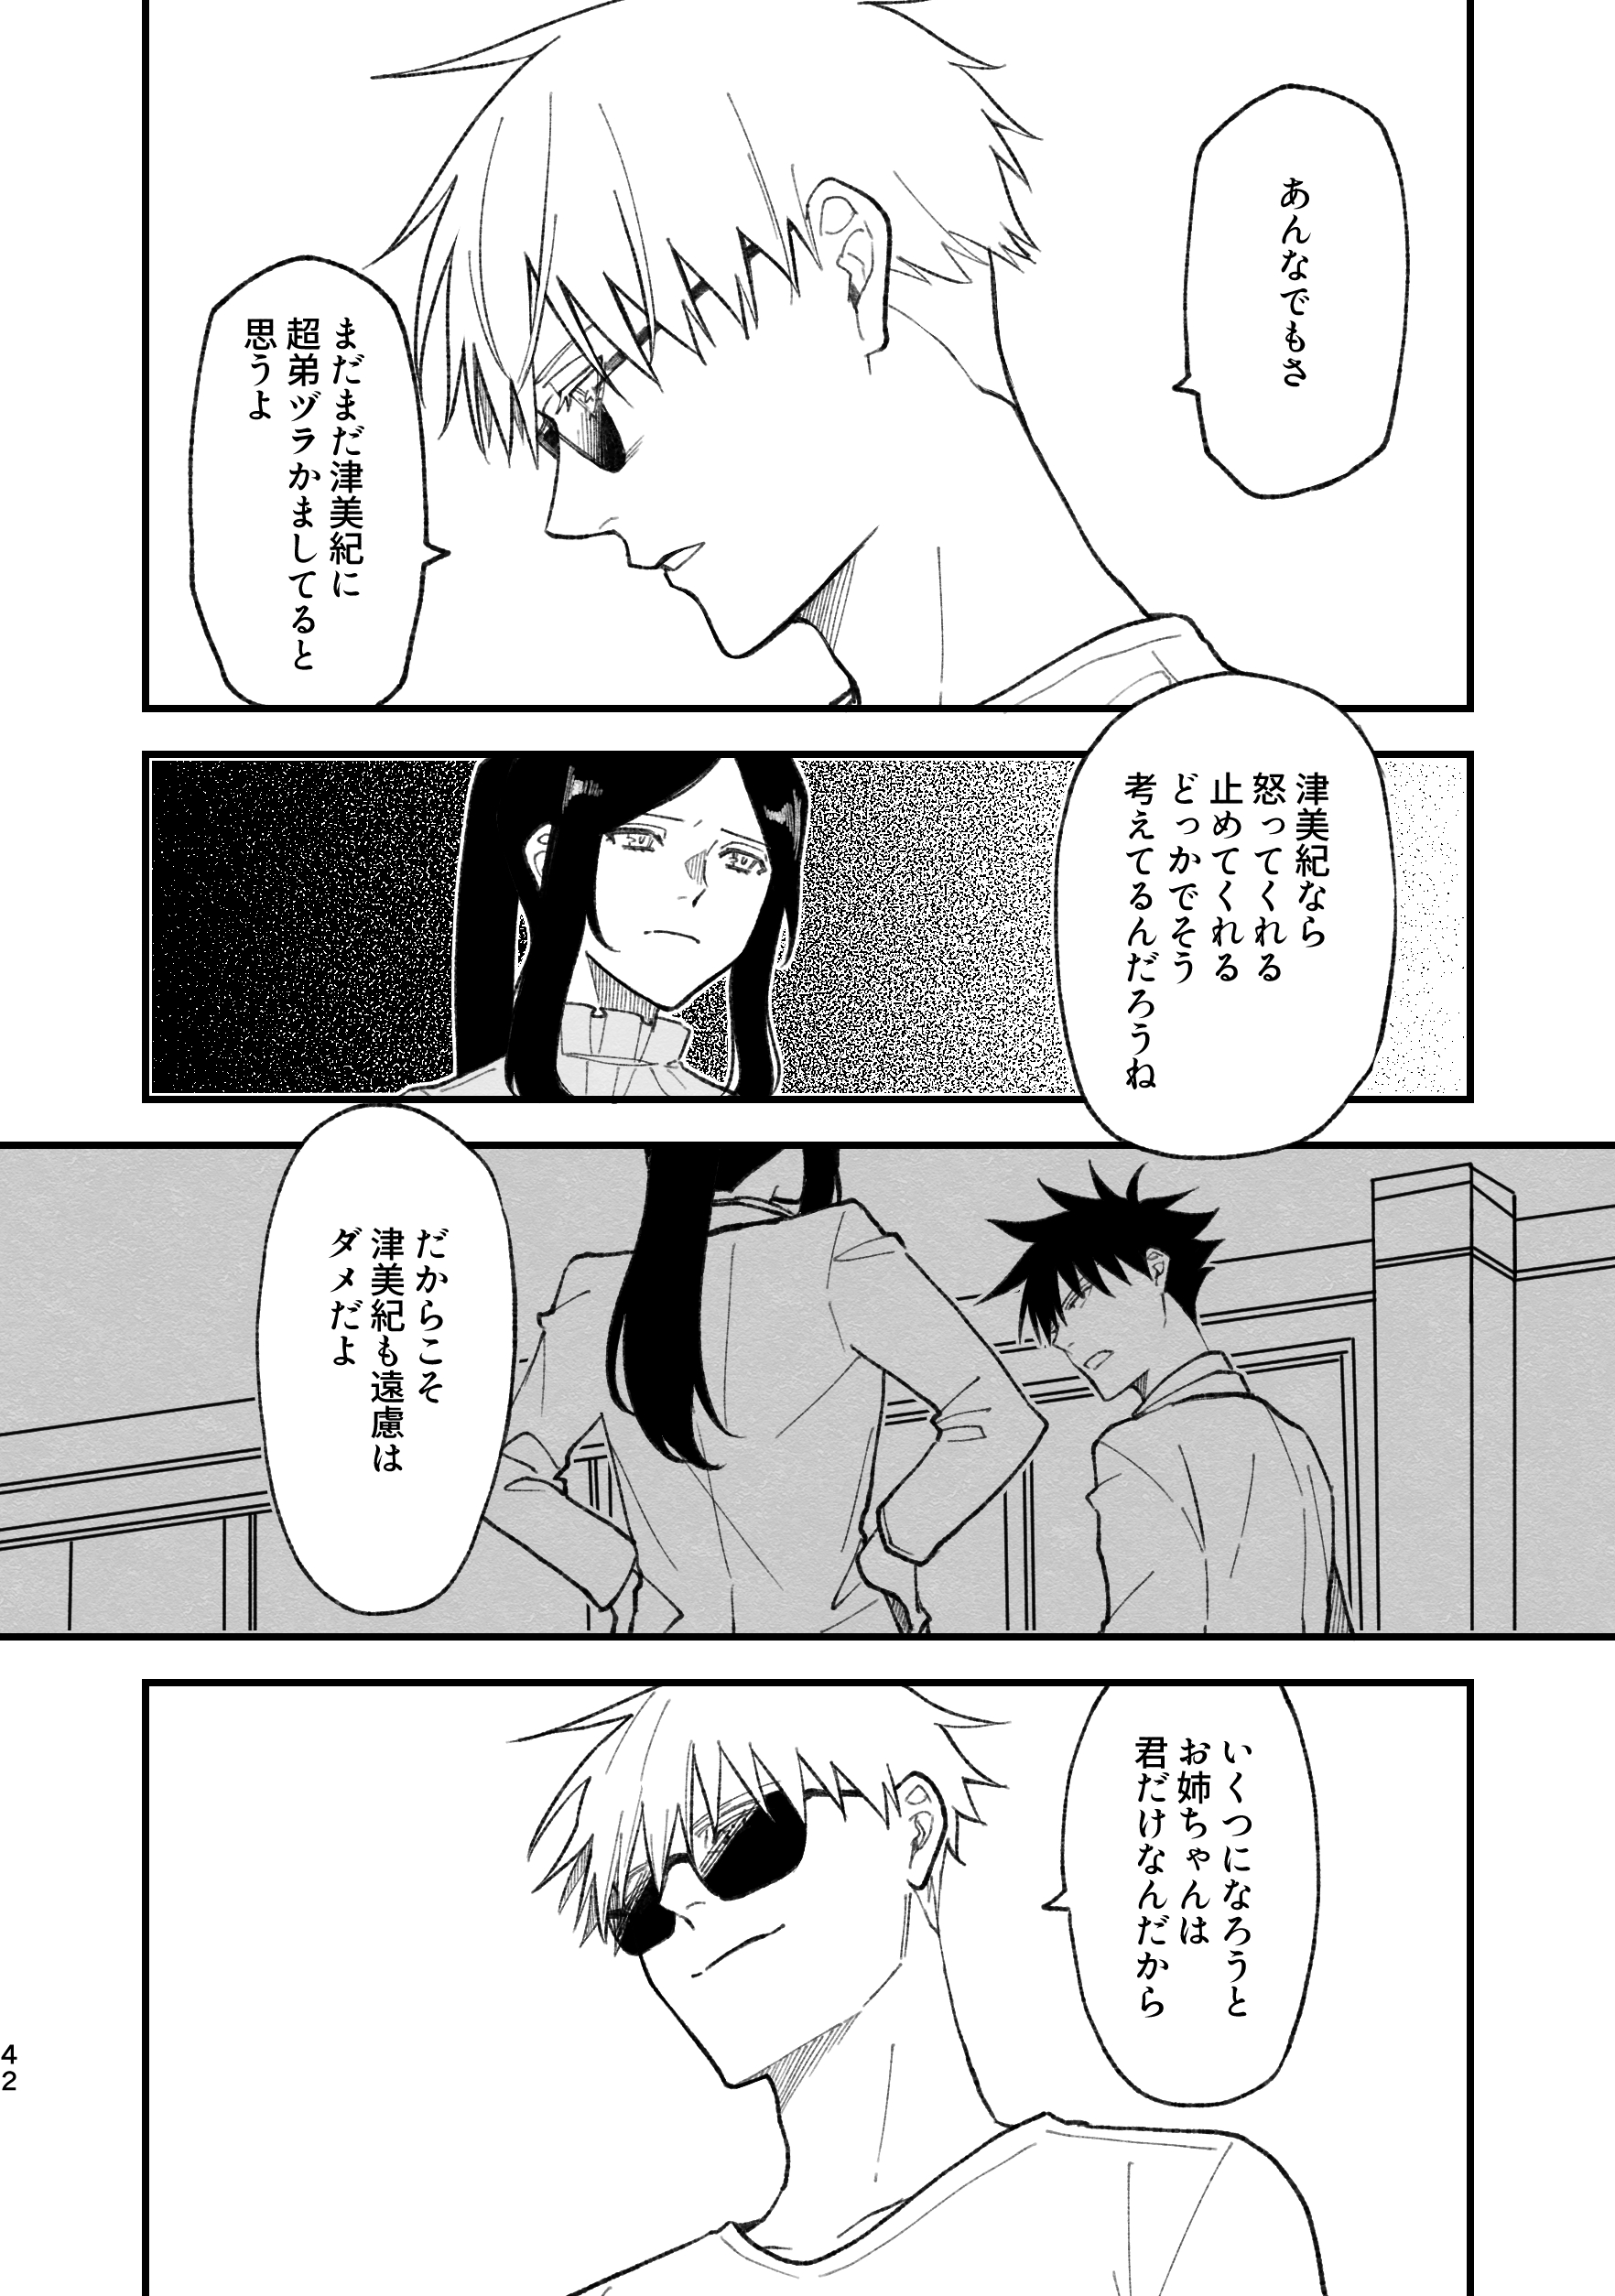 あんなでもさ
まだまだ津美紀に
超弟ヅラかましてると
思うよ
津美紀なら
怒ってくれる
止めてくれる
どっかでそう
考えてるんだろうね
だからこそ
津美紀も遠慮は
ダメだよ
いくつになろうと
お姉ちゃんは
君だけなんだから
42